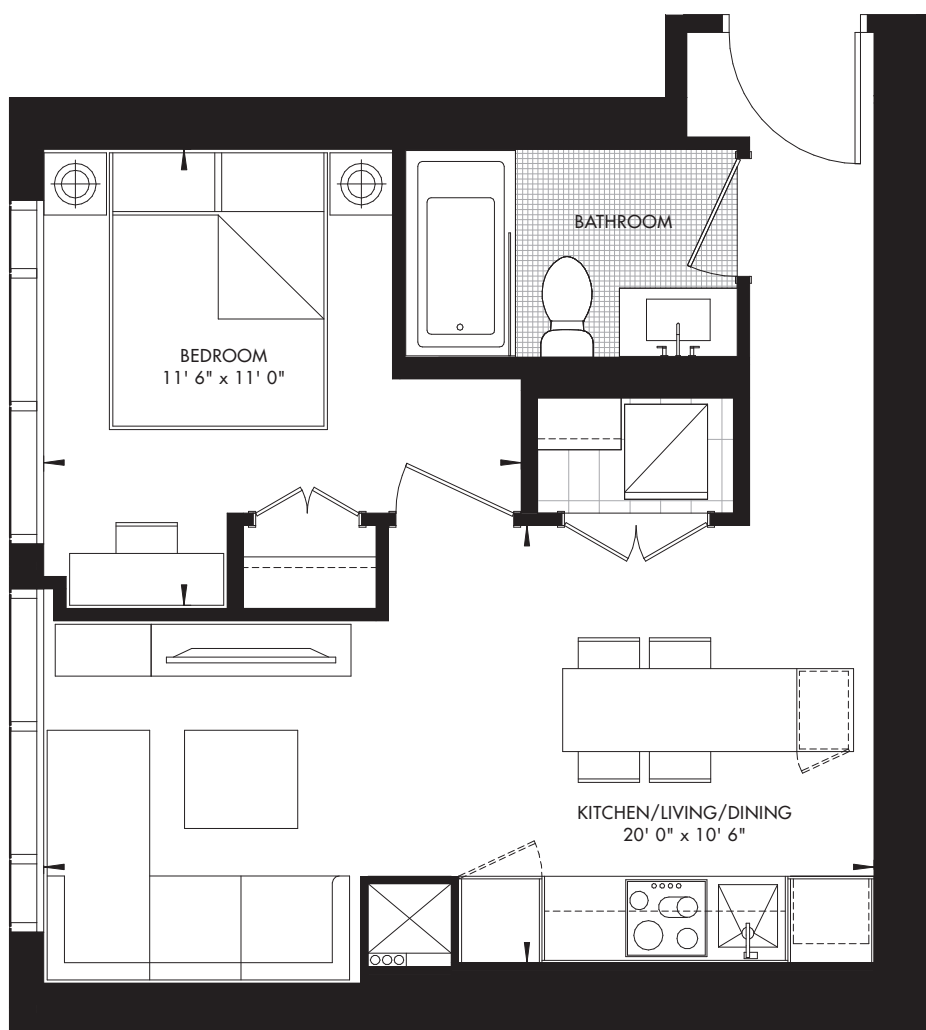 BATHROOM
BEDROOM
11' 6" x 11' 0"
KITCHEN/LIVING/DINING
20' 0" x 10' 6"